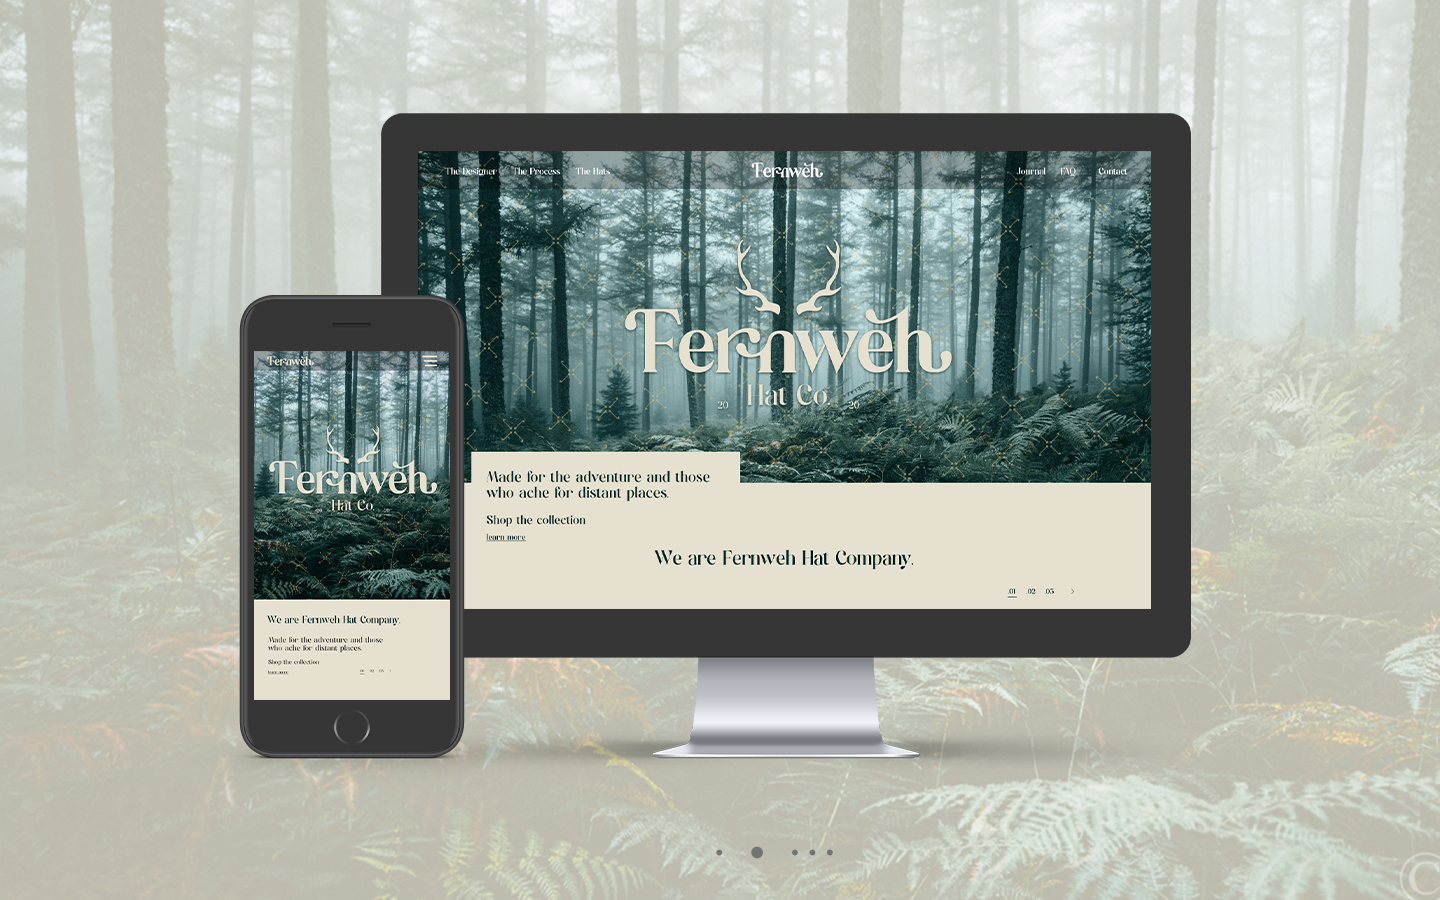 The Designer The Process The Hats Fernweh Journal FAQ Contact
Fernweh
20 Hat Co. 26
Made for the adventure and those
who ache for distant places.
Shop the collection
learn more
We are Fernweh Hat Company.
.01 .02 03 >
Fernweh
Fernweh
Hat Co.
We are Fernweh Hat Company.
Made for the adventure and those
who ache for distant places.
Shop the collection
learn more
01 02 03
©